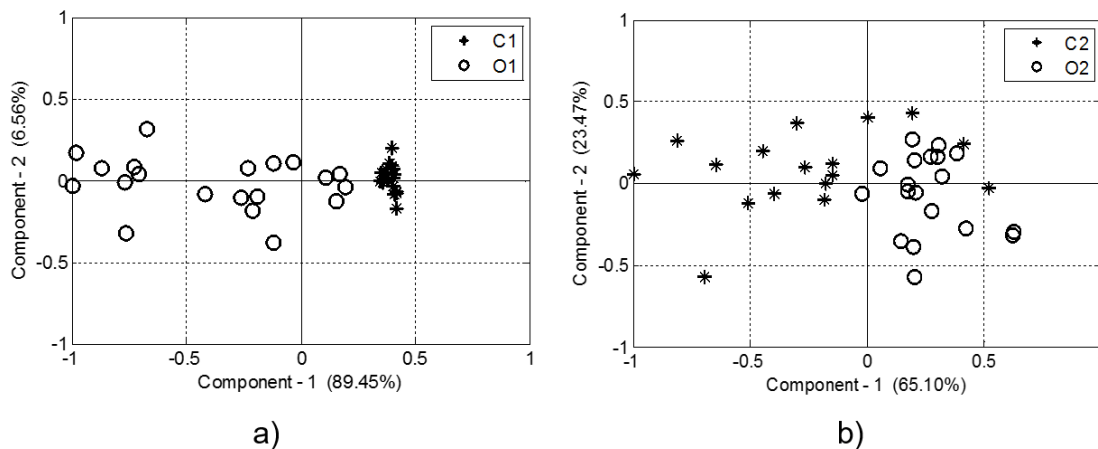 1
0.5
0
-0.5
-1
-1
-0.5
0
0.5
1
Component - 2 (6.56%)
Component - 1 (89.45%)
C1
O1
a)
1
0.5
0
-0.5
-1
-1
-0.5
0
0.5
Component - 2 (23.47%)
Component - 1 (65.10%)
C2
O2
b)